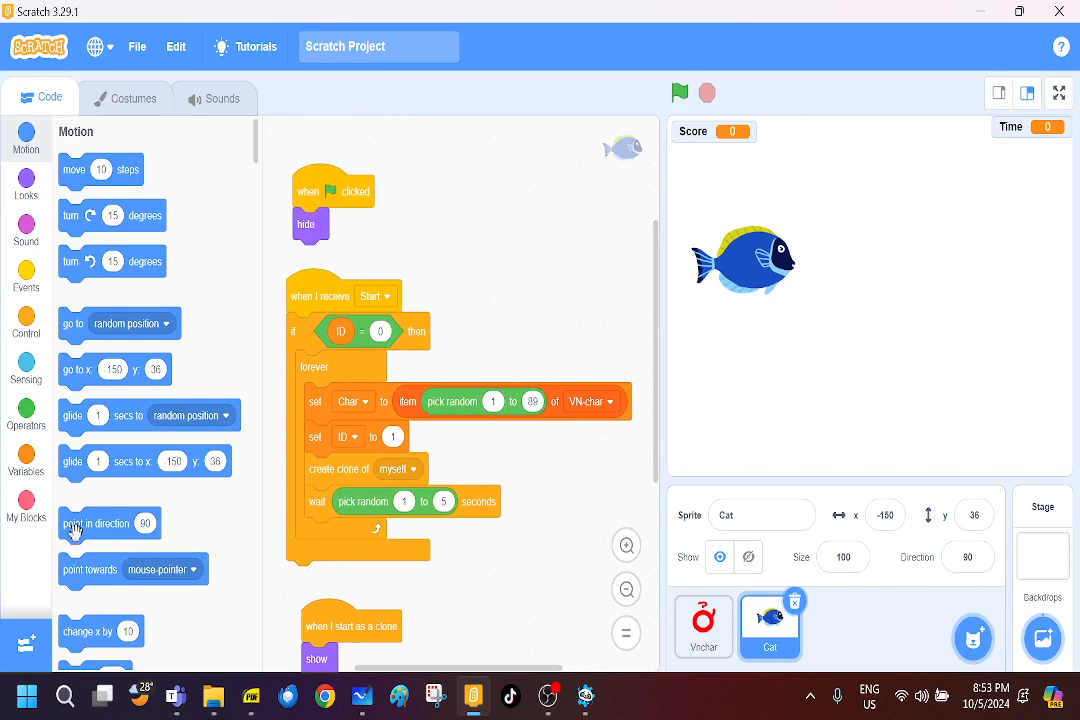 Scratch 3.29.1
SCRATCH File Edit Tutorials Scratch Project ?
Code Costumes Sounds
Motion
Looks
Sound
Events
Control
Sensing
Operators
Variables
My Blocks
Motion
move 10 steps
turn 15 degrees
turn 15 degrees
go to random position
go to x: -150 y: 36
glide 1 secs to random position
glide 1 secs to x: -150 y: 36
point in direction 90
point towards mouse-pointer
change x by 10
when clicked
hide
when I receive Start
if ID = 0 then
forever
set Char to item pick random 1 to 89 of VN-char
set ID to 1
create clone of myself
wait pick random 1 to 5 seconds
when I start as a clone
show
Score 0
Time 0
Sprite Cat x -150 y 36
Show Size 100 Direction 90
Vnchar
Cat
Stage
Backdrops
28°
PDF
ENG
US
8:53 PM
10/5/2024
PRE